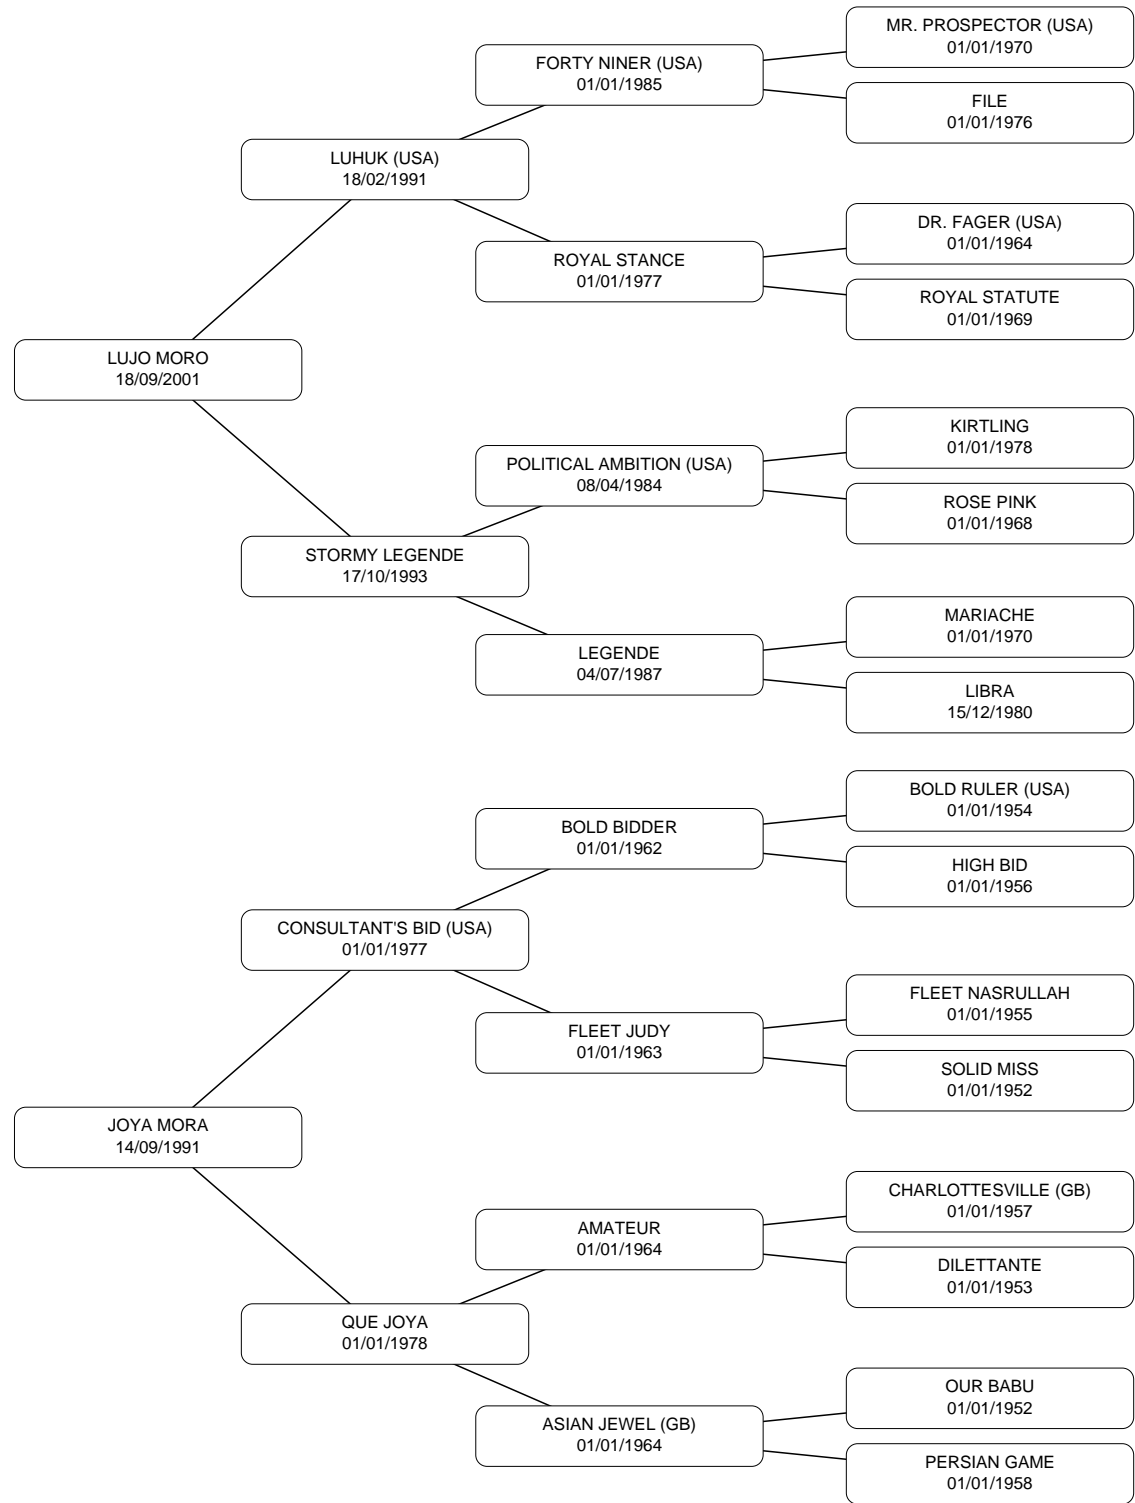 MR. PROSPECTOR (USA)
01/01/1970
FORTY NINER (USA)
01/01/1985
FILE
01/01/1976
LUHUK (USA)
18/02/1991
DR. FAGER (USA)
01/01/1964
ROYAL STANCE
01/01/1977
ROYAL STATUTE
01/01/1969
LUJO MORO
18/09/2001
KIRTLING
01/01/1978
POLITICAL AMBITION (USA)
08/04/1984
ROSE PINK
01/01/1968
STORMY LEGENDE
17/10/1993
MARIACHE
01/01/1970
LEGENDE
04/07/1987
LIBRA
15/12/1980
BOLD RULER (USA)
01/01/1954
BOLD BIDDER
01/01/1962
HIGH BID
01/01/1956
CONSULTANT'S BID (USA)
01/01/1977
FLEET NASRULLAH
01/01/1955
FLEET JUDY
01/01/1963
SOLID MISS
01/01/1952
JOYA MORA
14/09/1991
CHARLOTTESVILLE (GB)
01/01/1957
AMATEUR
01/01/1964
DILETTANTE
01/01/1953
QUE JOYA
01/01/1978
OUR BABU
01/01/1952
ASIAN JEWEL (GB)
01/01/1964
PERSIAN GAME
01/01/1958